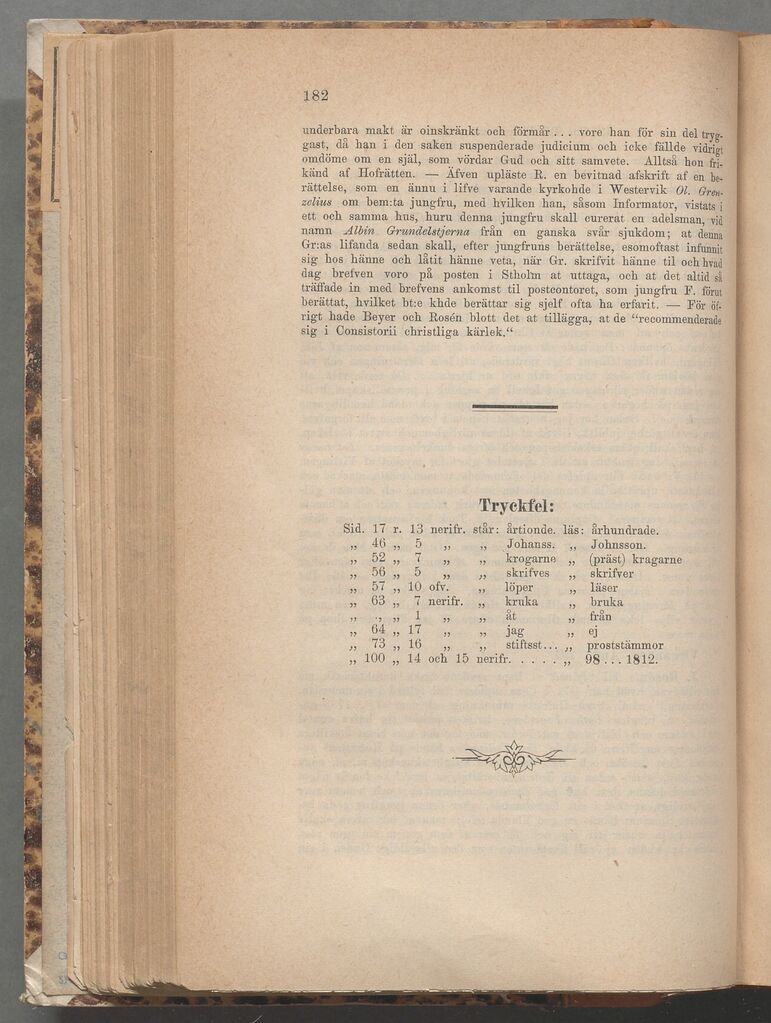 182
underbara makt är oinskränkt och förmår . . . vore han för sin del tryg-
gast, då han i den saken suspenderade judicium och icke fällde vidrigt
omdöme om en själ, som vördar Gud och sitt samvete. Alltså hon fri-
känd af Hofrätten. — Äfven upläste R. en bevitnad afskrift af en be-
rättelse, som en ännu i lifve varande kyrkohde i Westervik Ol. Gren-
zelius om bem:ta jungfru, med hvilken han, såsom Informator, vistats i
ett och samma hus, huru denna jungfru skall curerat en adelsman, vid
namn Albin Grundelstjerna från en ganska svår sjukdom; at denna
Gr:as lifanda sedan skall, efter jungfruns berättelse, esomoftast infunnit
sig hos hänne och låtit hänne veta, när Gr. skrifvit hänne til och hvad
dag brefven voro på posten i Stholm at uttaga, och at det altid så
träffade in med brefvens ankomst til postcontoret, som jungfru F. förut
berättat, hvilket bt:e khde berättar sig sjelf ofta ha erfarit. — För öf-
rigt hade Beyer och Rosén blott det at tillägga, at de “recommenderade
sig i Consistorii christliga kärlek.“
Tryckfel:
Sid. 17 r. 13 nerifr. står: årtionde. läs: århundrade.
„ 46 „ 5 „ „ Johanss. „ Johnsson.
„ 52 „ 7 „ „ krogarne „ (präst) kragarne
„ 56 „ 5 „ „ skrifves „ skrifver
„ 57 „ 10 ofv. „ löper „ läser
„ 63 „ 7 nerifr. „ kruka „ bruka
„ „ „ 1 „ „ åt „ från
„ 64 „ 17 „ „ jag „ ej
„ 73 „ 16 „ „ stiftsst... „ proststämmor
„ 100 „ 14 och 15 nerifr. . . . . . „ 98 . . . 1812.